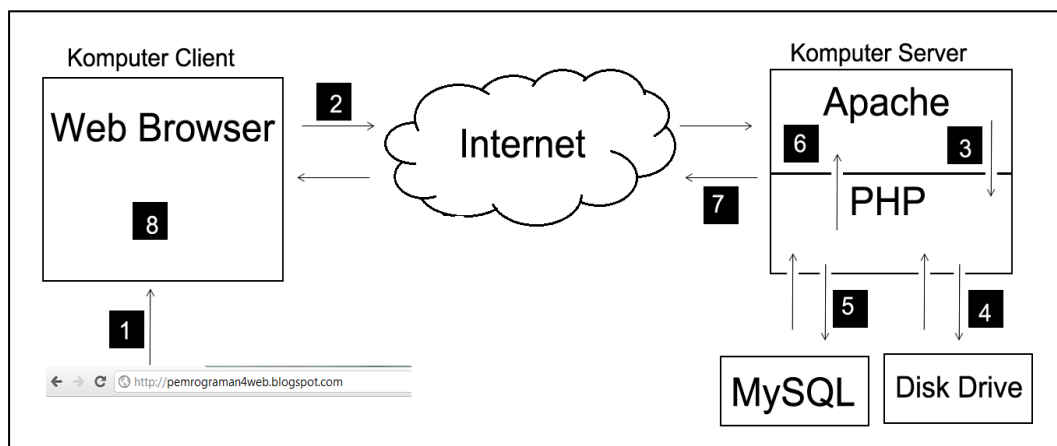 Komputer Client
Web Browser
8
1
http://pemrograman4web.blogspot.com
2
Internet
7
Komputer Server
Apache
6
3
PHP
5
4
MySQL
Disk Drive